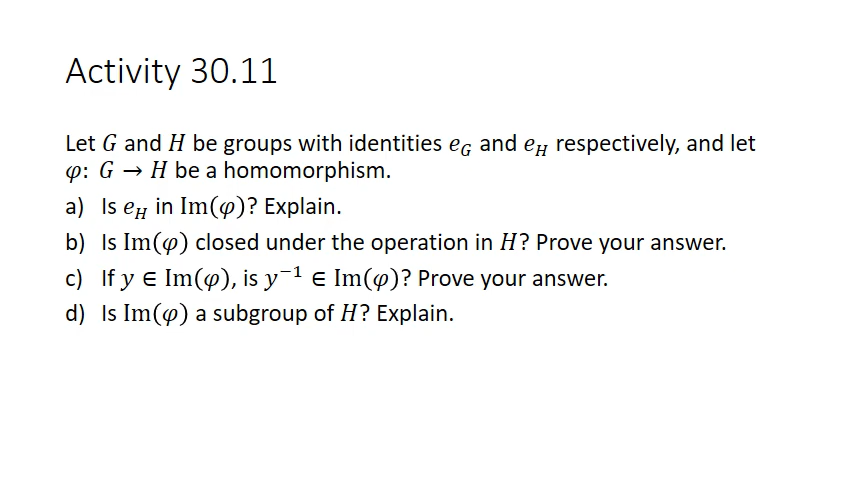 Activity 30.11
Let G and H be groups with identities e_G and e_H respectively, and let
φ: G → H be a homomorphism.
a) Is e_H in Im(φ)? Explain.
b) Is Im(φ) closed under the operation in H? Prove your answer.
c) If y ∈ Im(φ), is y⁻¹ ∈ Im(φ)? Prove your answer.
d) Is Im(φ) a subgroup of H? Explain.